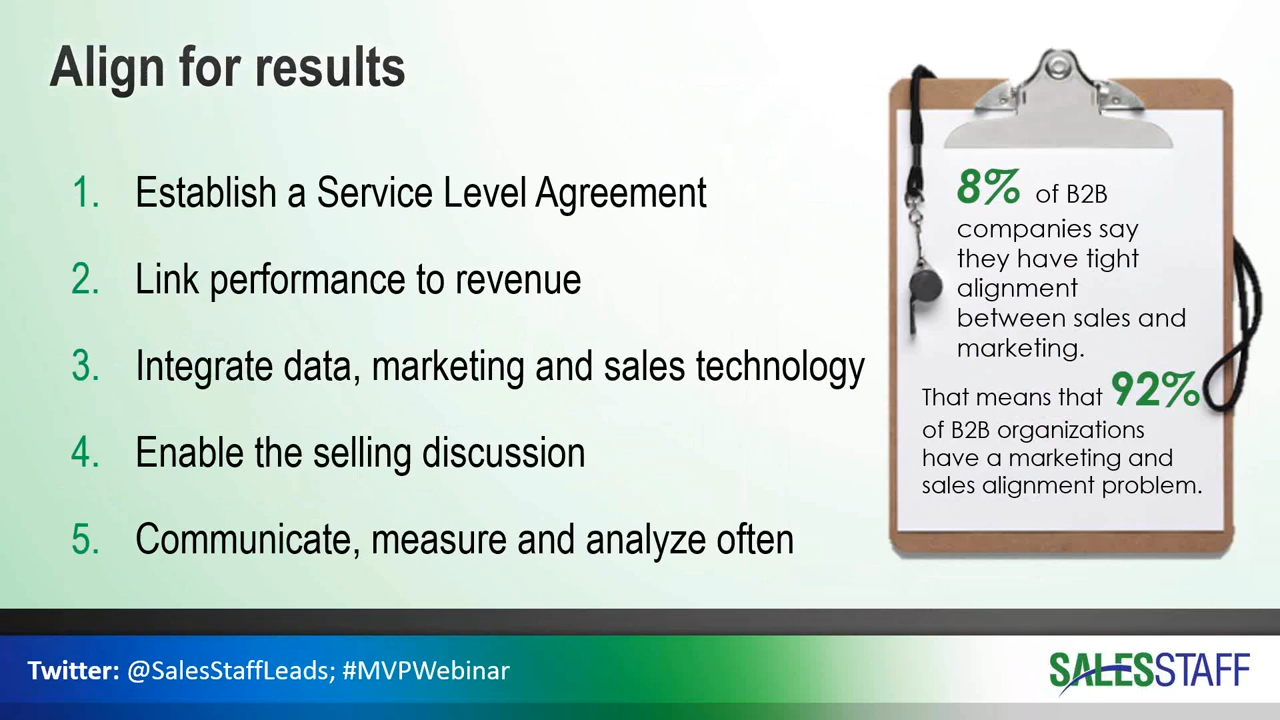 Align for results
1. Establish a Service Level Agreement
2. Link performance to revenue
3. Integrate data, marketing and sales technology
4. Enable the selling discussion
5. Communicate, measure and analyze often
8% of B2B
companies say
they have tight
alignment
between sales and
marketing.
That means that 92%
of B2B organizations
have a marketing and
sales alignment problem.
Twitter: @SalesStaffLeads; #MVPWebinar
SALESSTAFF